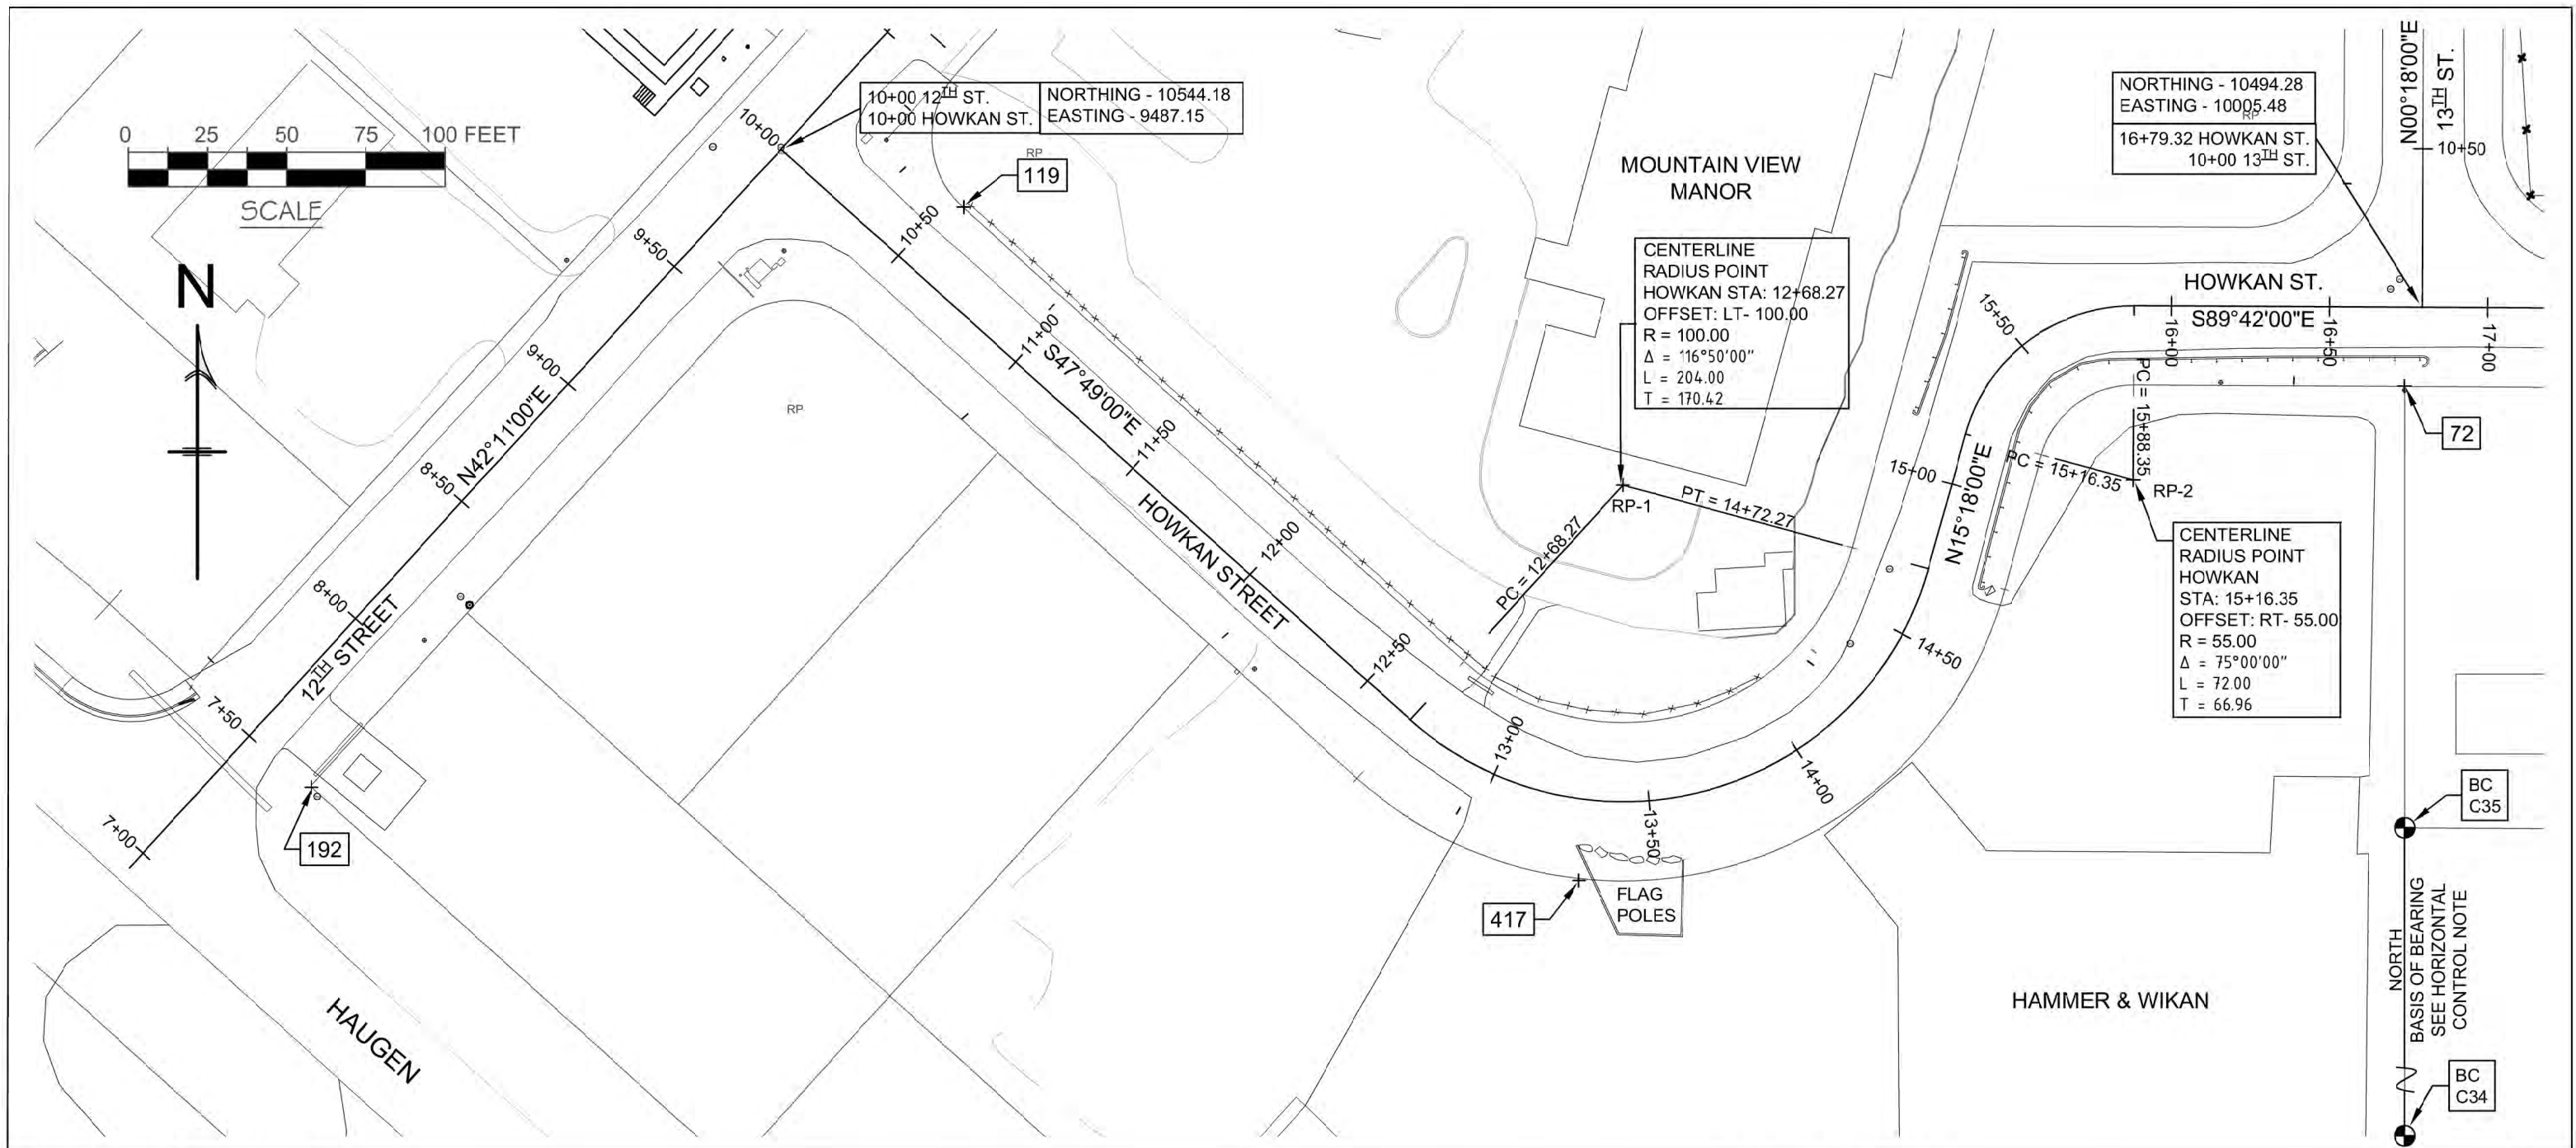 0 25 50 75 100 FEET
SCALE
N
10+00 12TH ST.
10+00 HOWKAN ST.
NORTHING - 10544.18
EASTING - 9487.15
RP
119
10+00
9+50
9+00
8+50
8+00
7+50
7+00
N42°11'00"E
12TH STREET
192
HAUGEN
RP
10+50
11+00
S47°49'00"E
11+50
HOWKAN STREET
12+00
12+50
13+00
13+50
14+00
14+50
15+00
15+50
16+00
16+50
17+00
MOUNTAIN VIEW
MANOR
CENTERLINE
RADIUS POINT
HOWKAN STA: 12+68.27
OFFSET: LT- 100.00
R = 100.00
Δ = 116°50'00"
L = 204.00
T = 170.42
RP-1
PC = 12+68.27
PT = 14+72.27
417
FLAG
POLES
N15°18'00"E
PC = 15+16.35
PC = 15+88.35
RP-2
CENTERLINE
RADIUS POINT
HOWKAN
STA: 15+16.35
OFFSET: RT- 55.00
R = 55.00
Δ = 75°00'00"
L = 72.00
T = 66.96
NORTHING - 10494.28
EASTING - 10005.48
RP
16+79.32 HOWKAN ST.
10+00 13TH ST.
N00°18'00"E
13TH ST.
10+50
HOWKAN ST.
S89°42'00"E
72
BC
C35
NORTH
BASIS OF BEARING
SEE HORIZONTAL
CONTROL NOTE
BC
C34
HAMMER & WIKAN